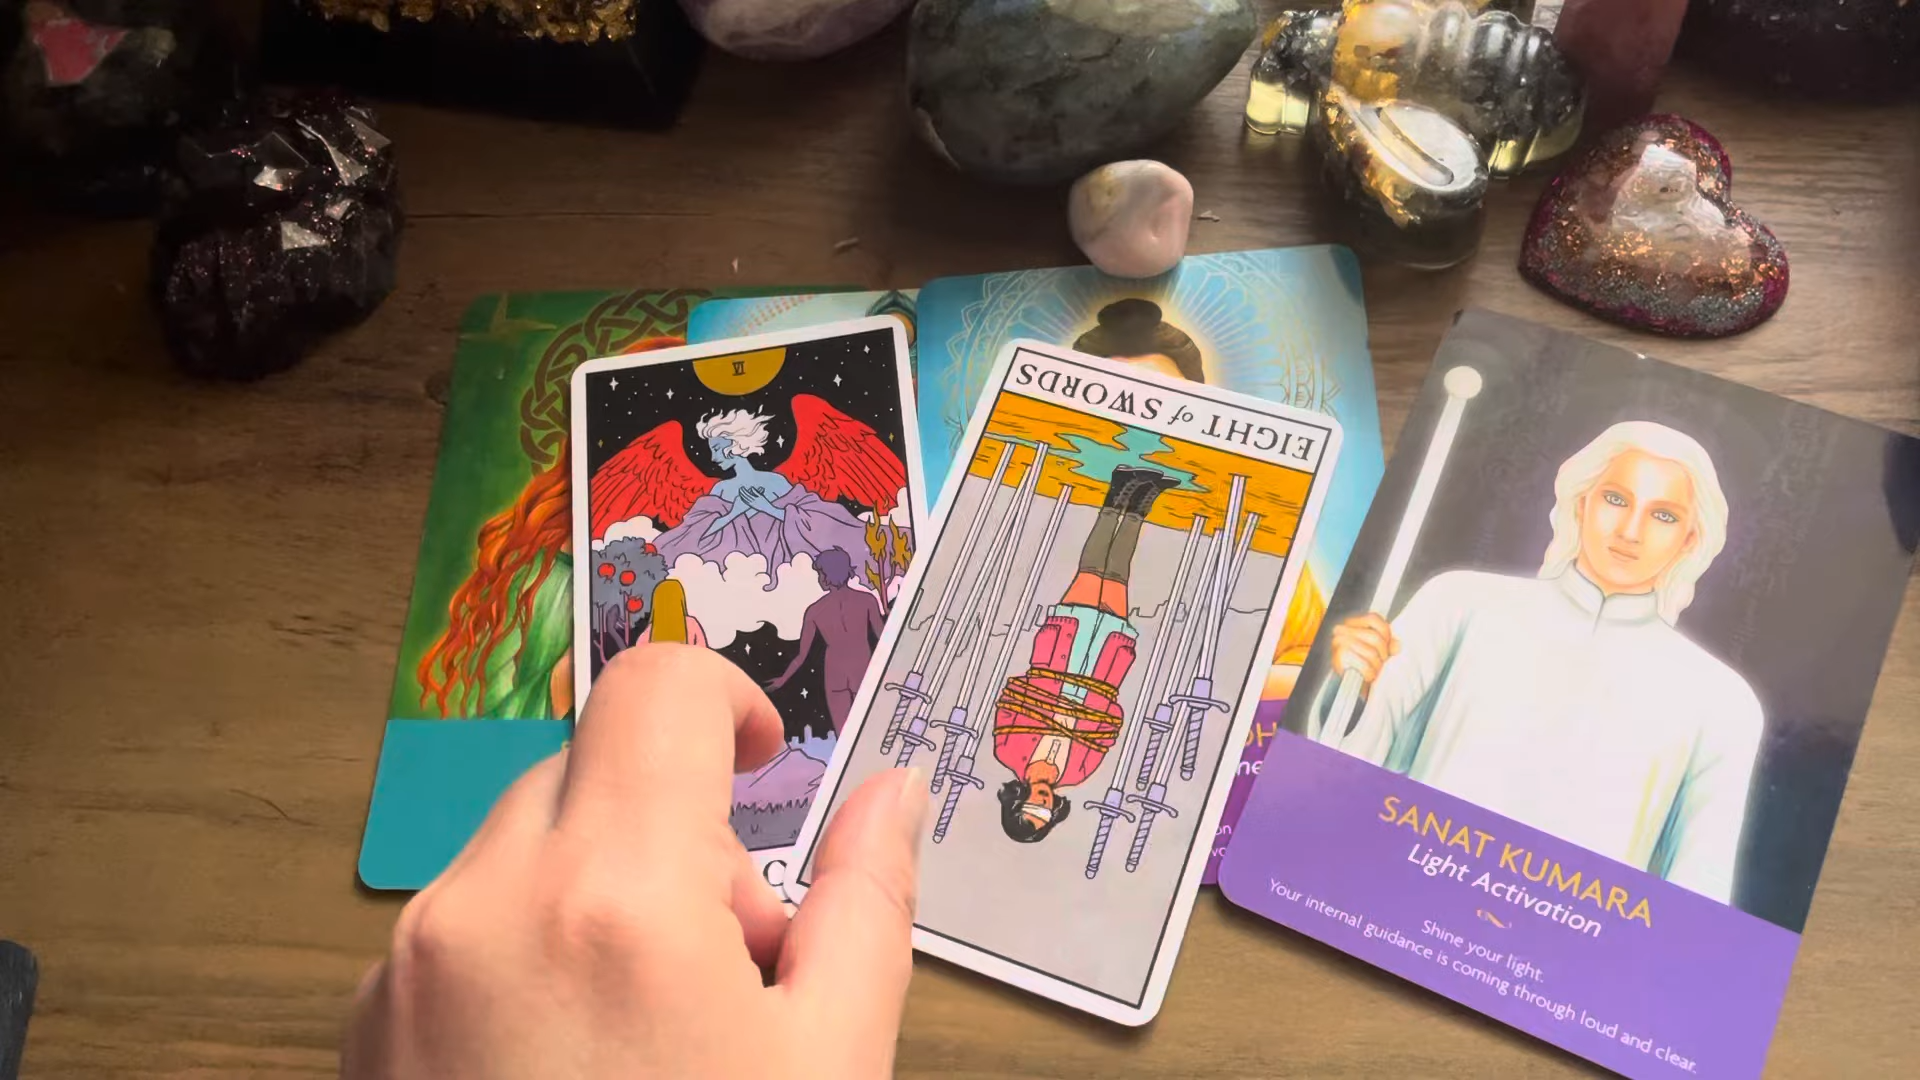 VI
EIGHT of SWORDS
SANAT KUMARA
Light Activation
Shine your light.
Your internal guidance is coming through loud and clear.